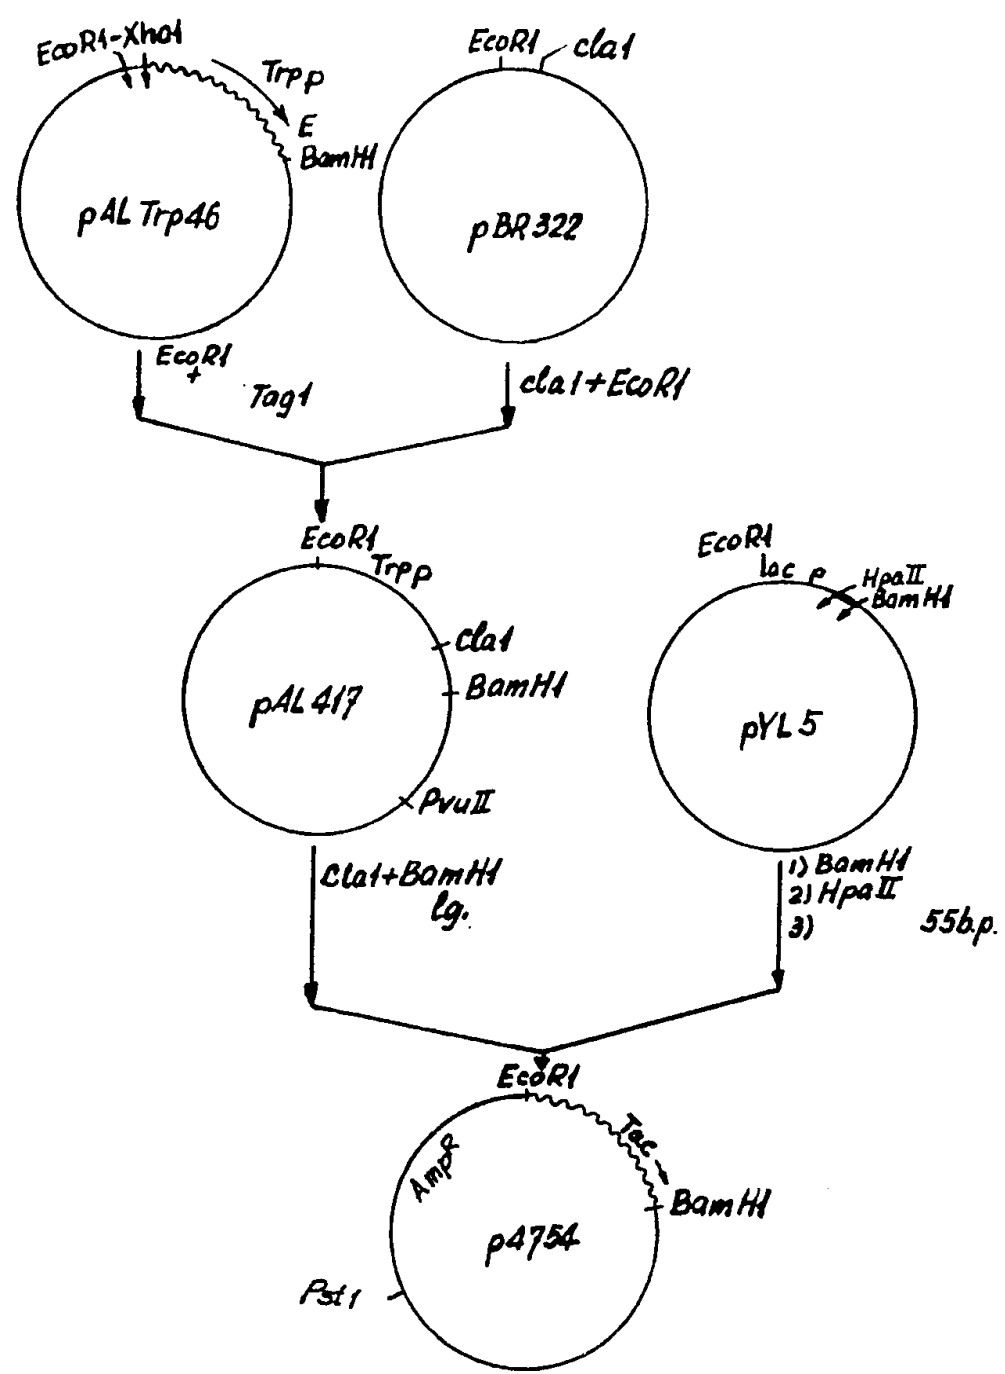 EcoR1-Xho1
Trp p
E
BamH1
pAL Trp46
EcoR1
cla1
pBR322
EcoR1
+
Tag1
cla1+EcoR1
EcoR1
Trp p
Cla1
BamH1
pAL417
PvuII
EcoR1
lac p
HpaII
BamH1
pYL5
Cla1+BamH1
lg.
1) BamH1
2) HpaII
3) 55b.p.
EcoR1
Tac
AmpR
BamH1
p4754
Pst1